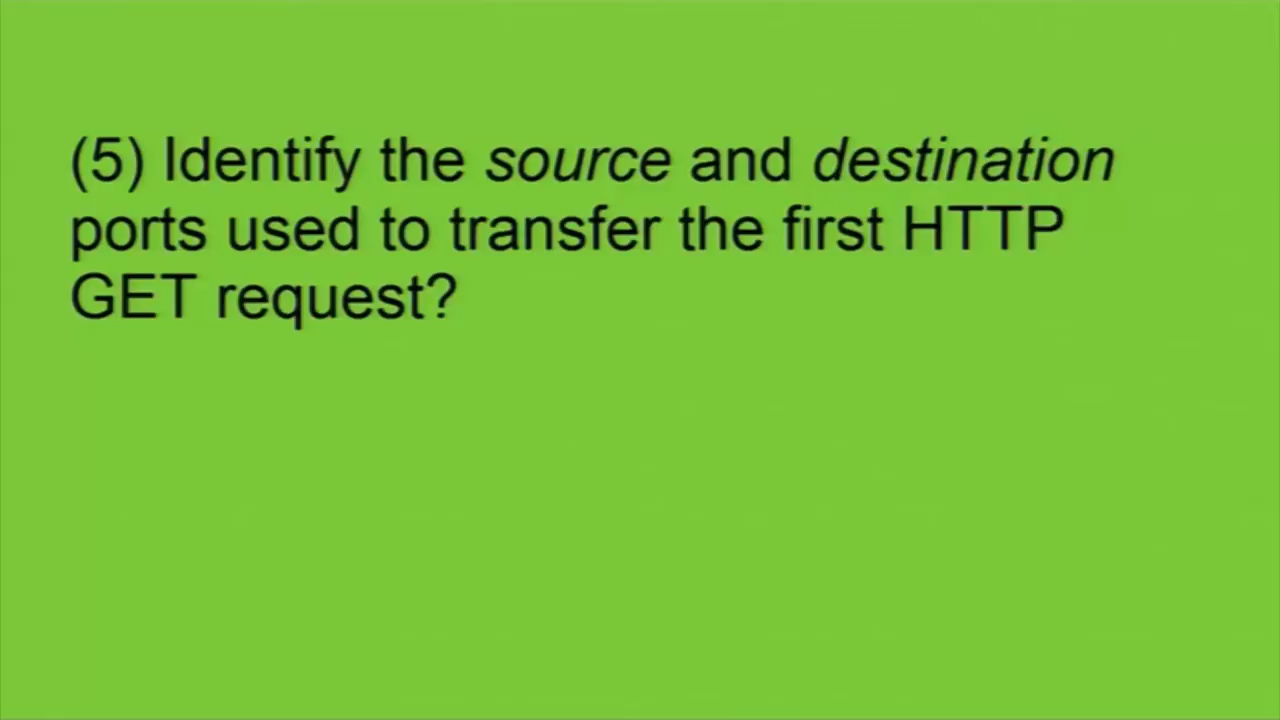 (5) Identify the source and destination
ports used to transfer the first HTTP
GET request?